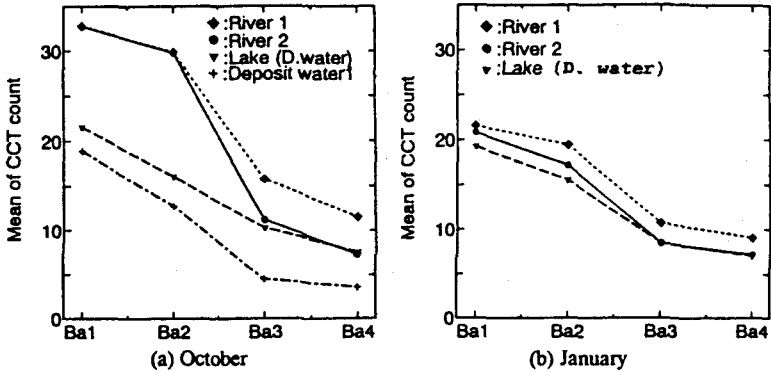 Mean of CCT count
30
20
10
0
◆:River 1
●:River 2
▼:Lake (D.water)
+:Deposit water1
Ba1 Ba2 Ba3 Ba4
(a) October
Mean of CCT count
30
20
10
0
◆:River 1
●:River 2
▼:Lake (D. water)
Ba1 Ba2 Ba3 Ba4
(b) January